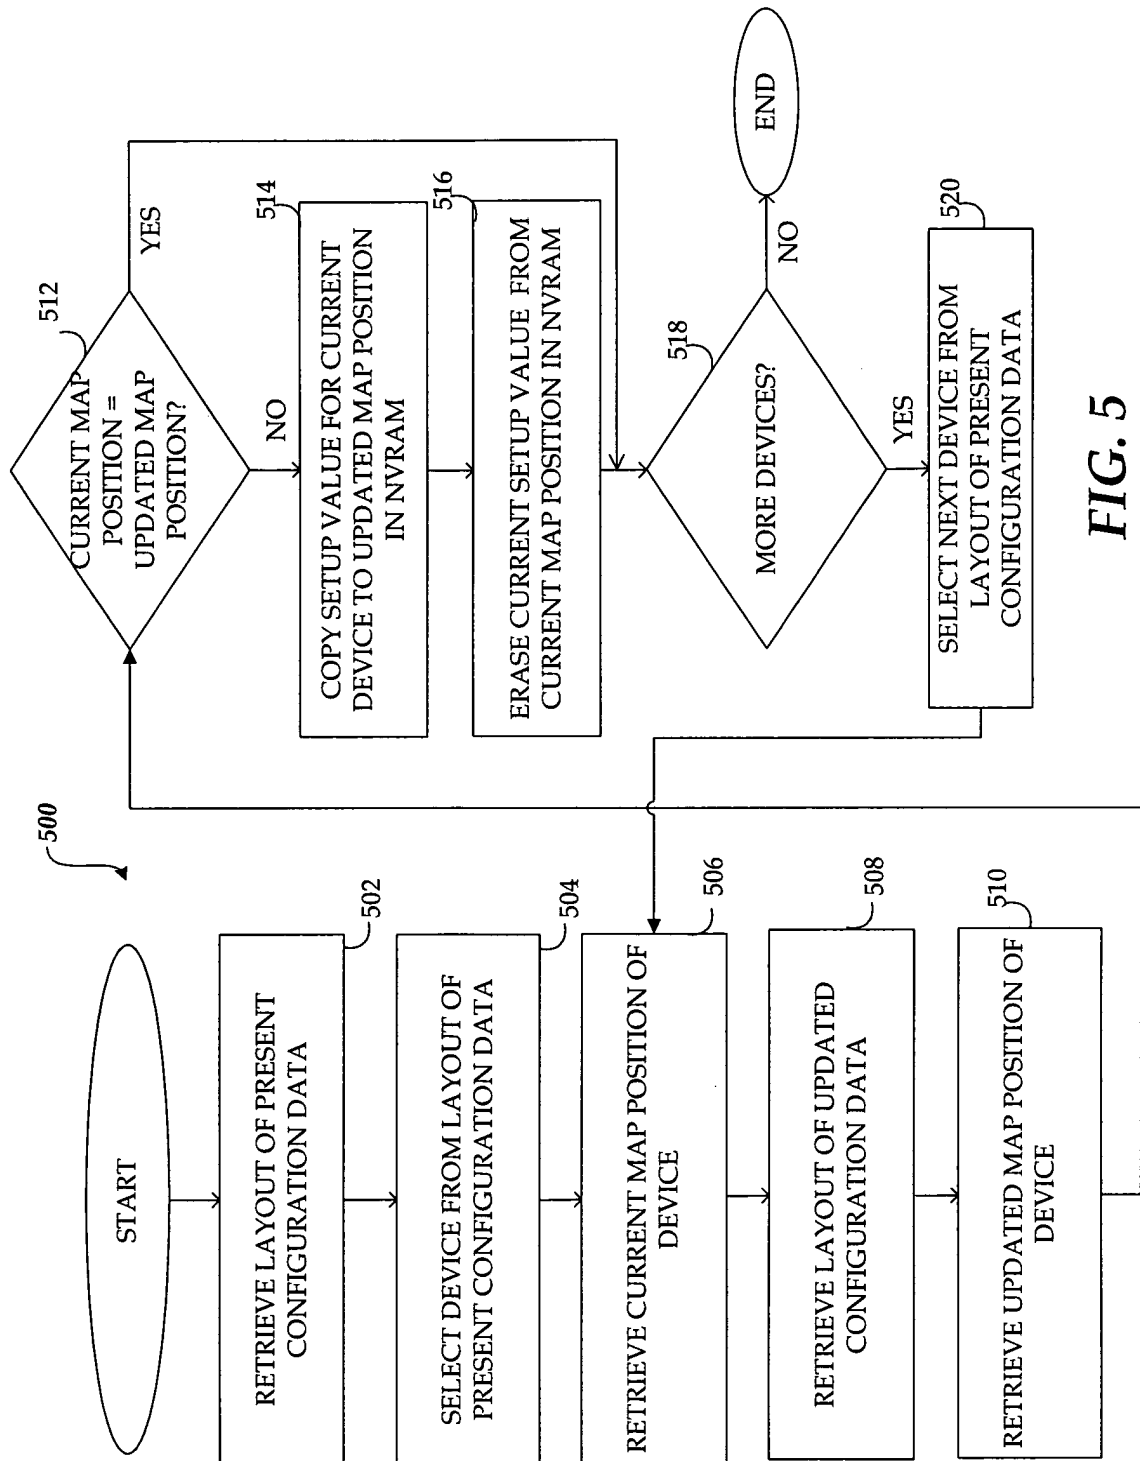 500
START
RETRIEVE LAYOUT OF PRESENT
CONFIGURATION DATA
502
SELECT DEVICE FROM LAYOUT OF
PRESENT CONFIGURATION DATA
504
RETRIEVE CURRENT MAP POSITION OF
DEVICE
506
RETRIEVE LAYOUT OF UPDATED
CONFIGURATION DATA
508
RETRIEVE UPDATED MAP POSITION OF
DEVICE
510
CURRENT MAP
POSITION =
UPDATED MAP
POSITION?
512
YES
NO
COPY SETUP VALUE FOR CURRENT
DEVICE TO UPDATED MAP POSITION
IN NVRAM
514
ERASE CURRENT SETUP VALUE FROM
CURRENT MAP POSITION IN NVRAM
516
MORE DEVICES?
518
NO
END
YES
SELECT NEXT DEVICE FROM
LAYOUT OF PRESENT
CONFIGURATION DATA
520
FIG. 5